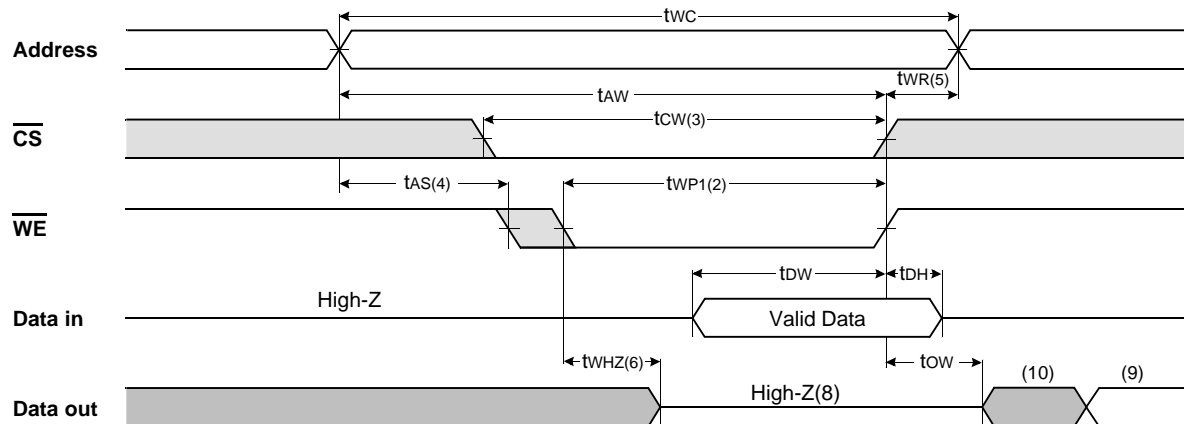 tWC
Address
tWR(5)
tAW
tCW(3)
CS
tAS(4)
tWP1(2)
WE
tDW
tDH
High-Z
Data in
Valid Data
tWHZ(6)
tOW
(10)
(9)
High-Z(8)
Data out